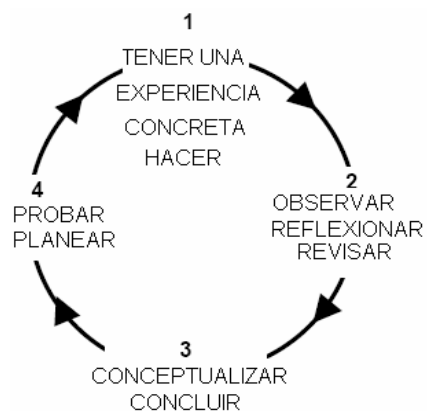 1
TENER UNA
EXPERIENCIA
CONCRETA
HACER
2
OBSERVAR
REFLEXIONAR
REVISAR
3
CONCEPTUALIZAR
CONCLUIR
4
PROBAR
PLANEAR